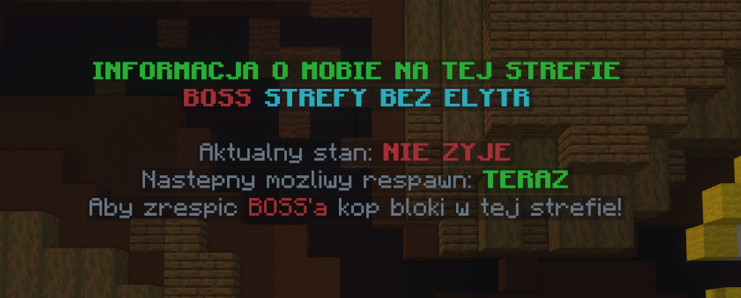 INFORMACJA O MOBIE NA TEJ STREFIE
BOSS STREFY BEZ ELYTR
Aktualny stan: NIE ZYJE
Nastepny mozliwy respawn: TERAZ
Aby zrespic BOSS'a kop bloki w tej strefie!